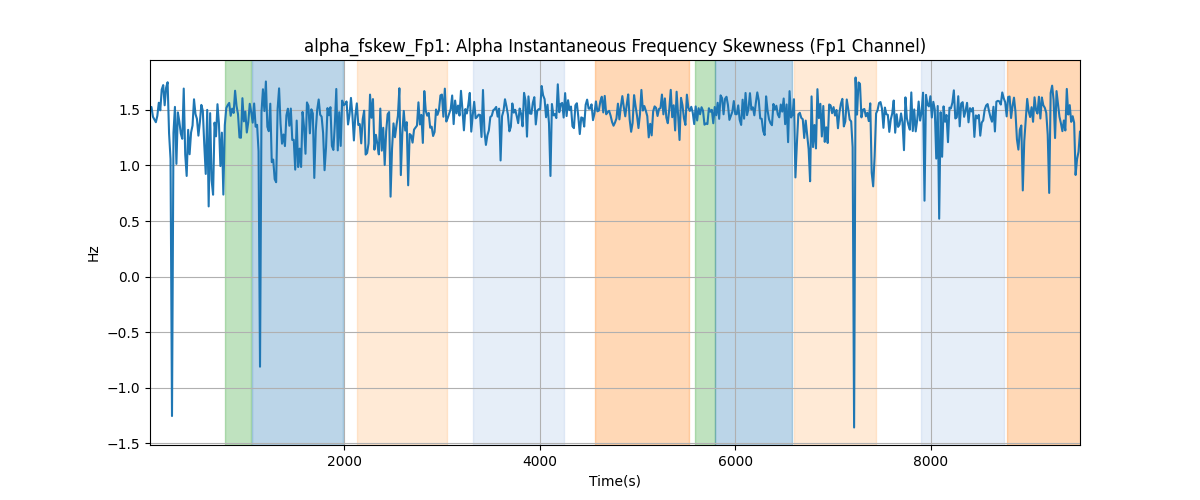 alpha_fskew_Fp1: Alpha Instantaneous Frequency Skewness (Fp1 Channel)
1.5
1.0
0.5
0.0
−0.5
−1.0
−1.5
Hz
2000 4000 6000 8000
Time(s)